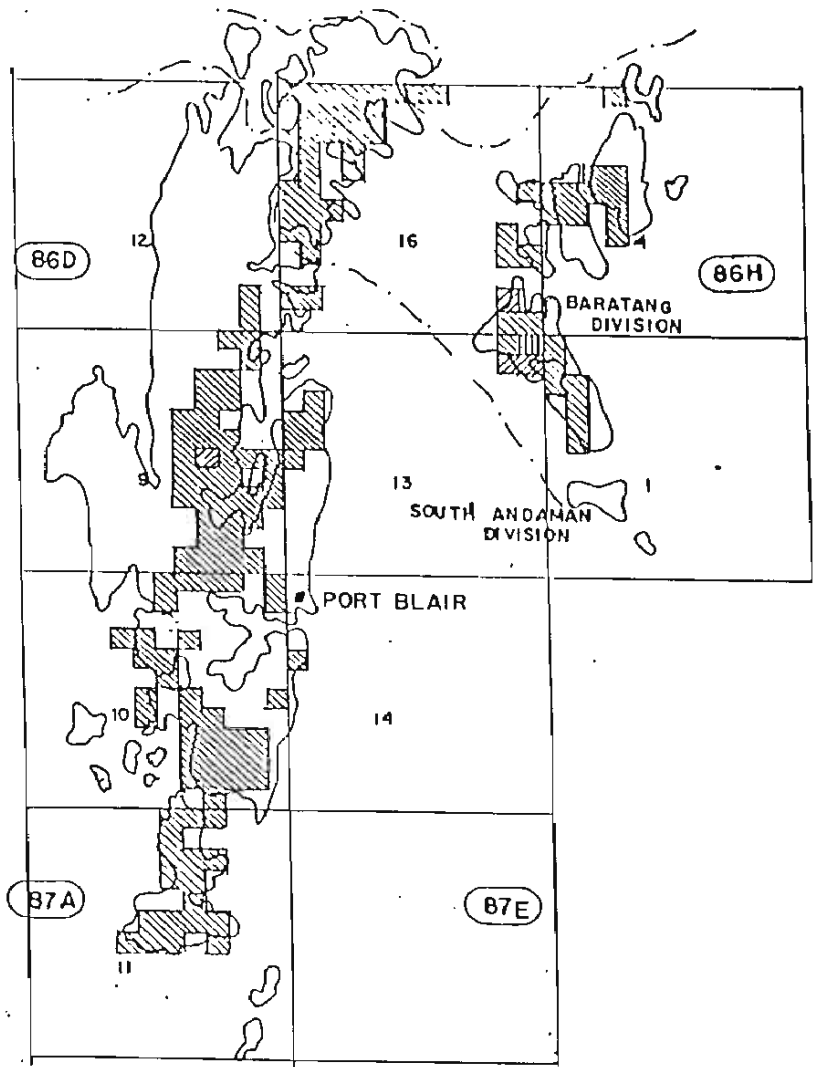 12
16
86D
4
86H
BARATANG
DIVISION
9
13
1
SOUTH ANDAMAN
DIVISION
PORT BLAIR
10
14
87A
87E
11